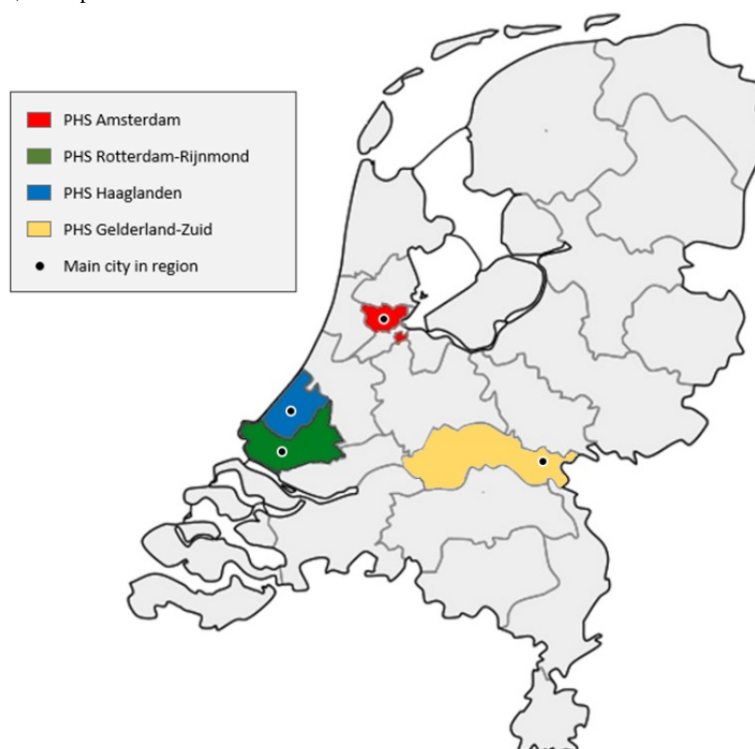 PHS Amsterdam
PHS Rotterdam-Rijnmond
PHS Haaglanden
PHS Gelderland-Zuid
Main city in region